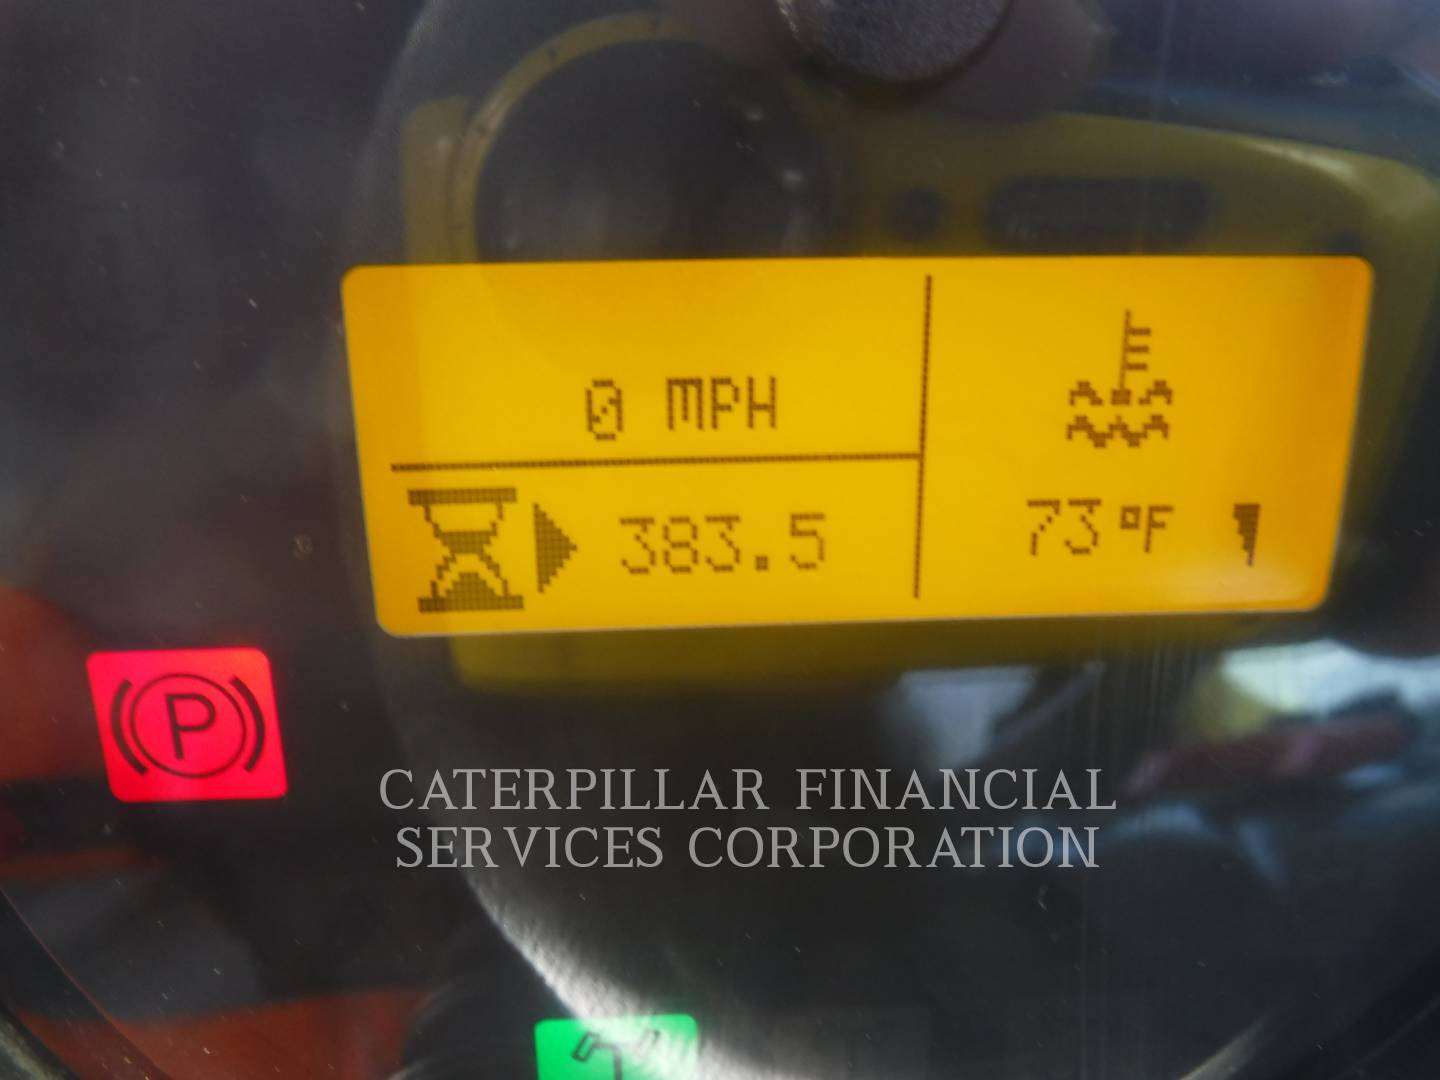 0 MPH
383.5
73°F
P
CATERPILLAR FINANCIAL
SERVICES CORPORATION